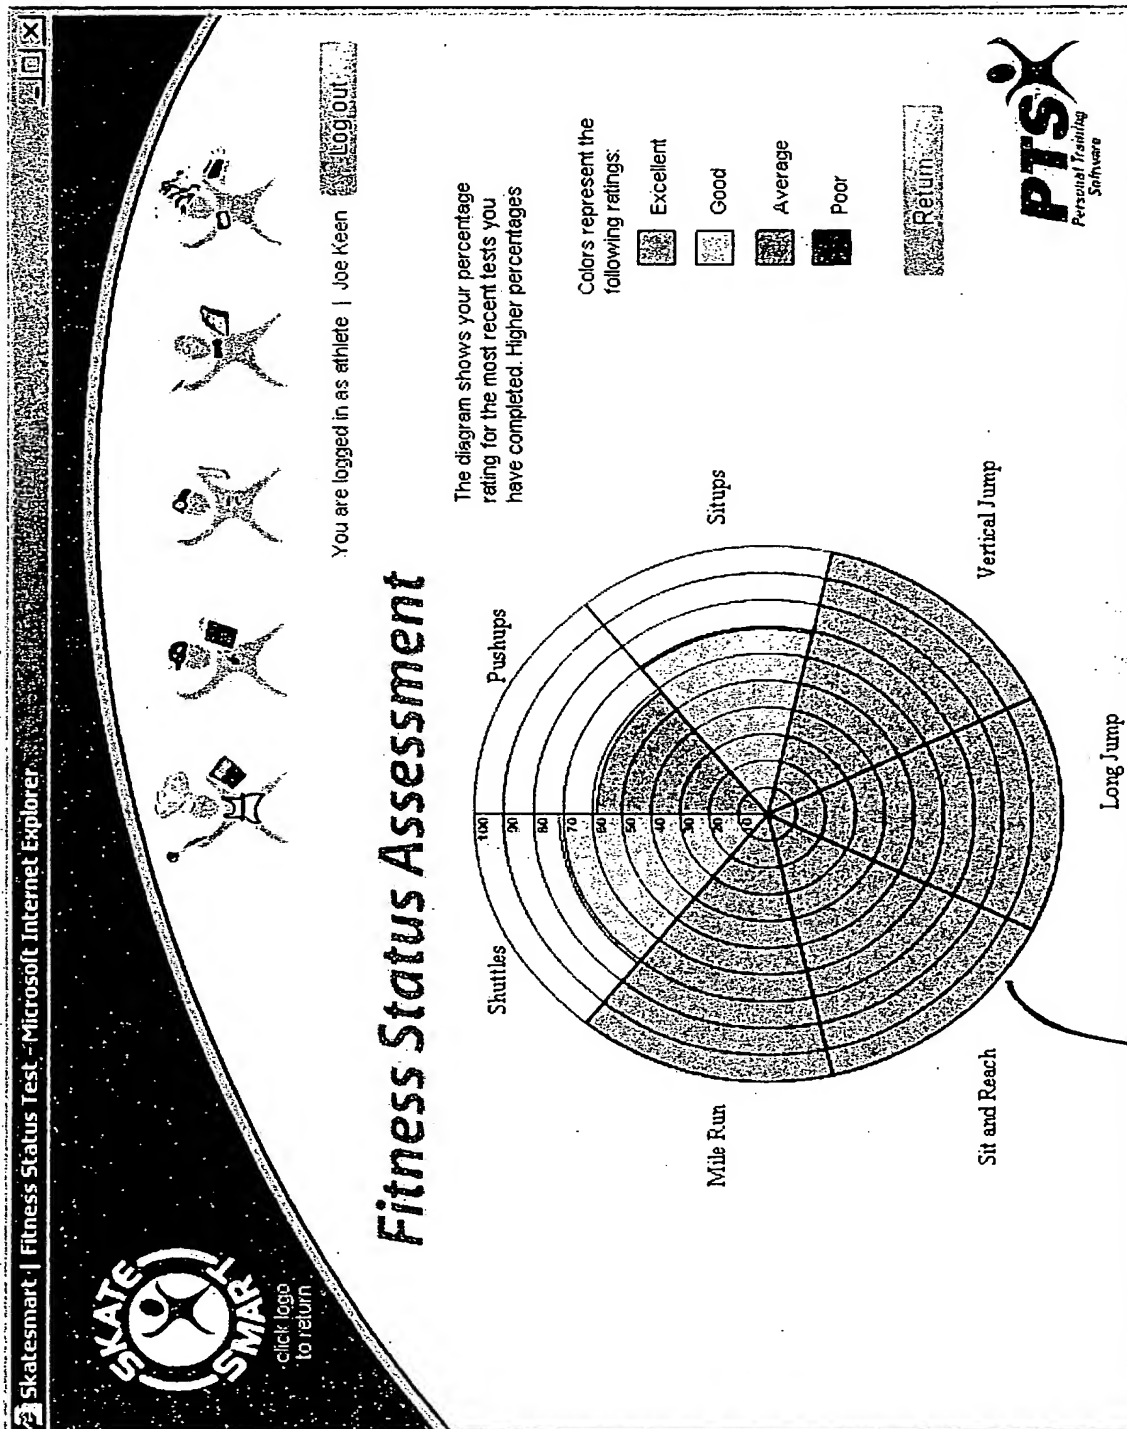 Skatesmart | Fitness Status Test - Microsoft Internet Explorer
SKATE
SMART
click logo
to return
You are logged in as athlete | Joe Keen
Log out
Fitness Status Assessment
The diagram shows your percentage
rating for the most recent tests you
have completed. Higher percentages
Colors represent the
following ratings:
Excellent
Good
Average
Poor
Return
Shuttles
Pushups
Situps
Vertical Jump
Long Jump
Sit and Reach
Mile Run
100
90
80
70
60
50
40
30
20
10
PTS
Personal Training
Software